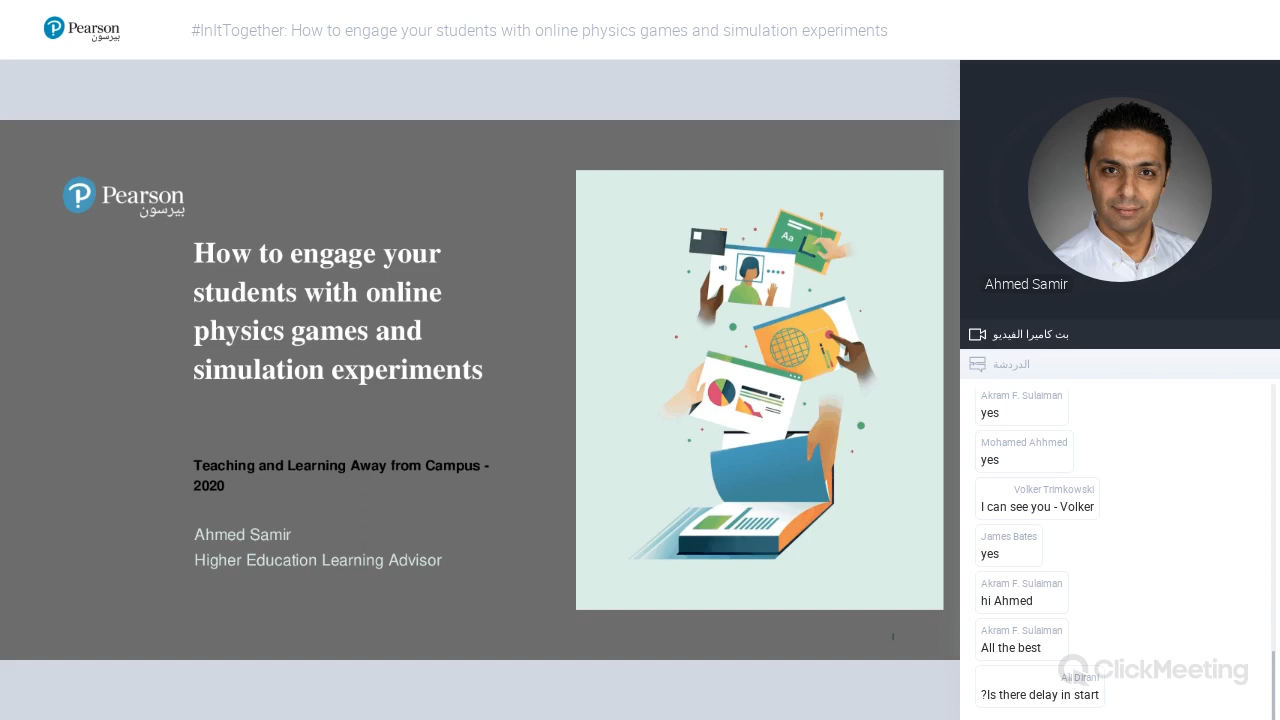 Pearson
بيرسون
#InItTogether: How to engage your students with online physics games and simulation experiments
Pearson
بيرسون
How to engage your
students with online
physics games and
simulation experiments
Teaching and Learning Away from Campus -
2020
Ahmed Samir
Higher Education Learning Advisor
Aa
Ahmed Samir
بث كاميرا الفيديو
الدردشة
Akram F. Sulaiman
yes
Mohamed Ahhmed
yes
Volker Trimkowski
I can see you - Volker
James Bates
yes
Akram F. Sulaiman
hi Ahmed
Akram F. Sulaiman
All the best
Ali Dirani
?Is there delay in start
ClickMeeting